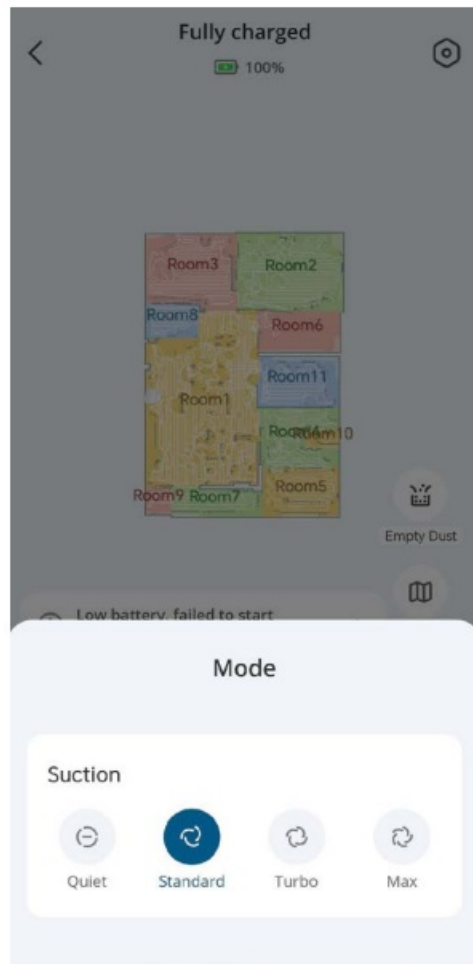 Fully charged
100%
Room3
Room2
Room8
Room6
Room11
Room1
Room10
Room5
Room9 Room7
Empty Dust
Low battery, failed to start
Mode
Suction
Quiet
Standard
Turbo
Max